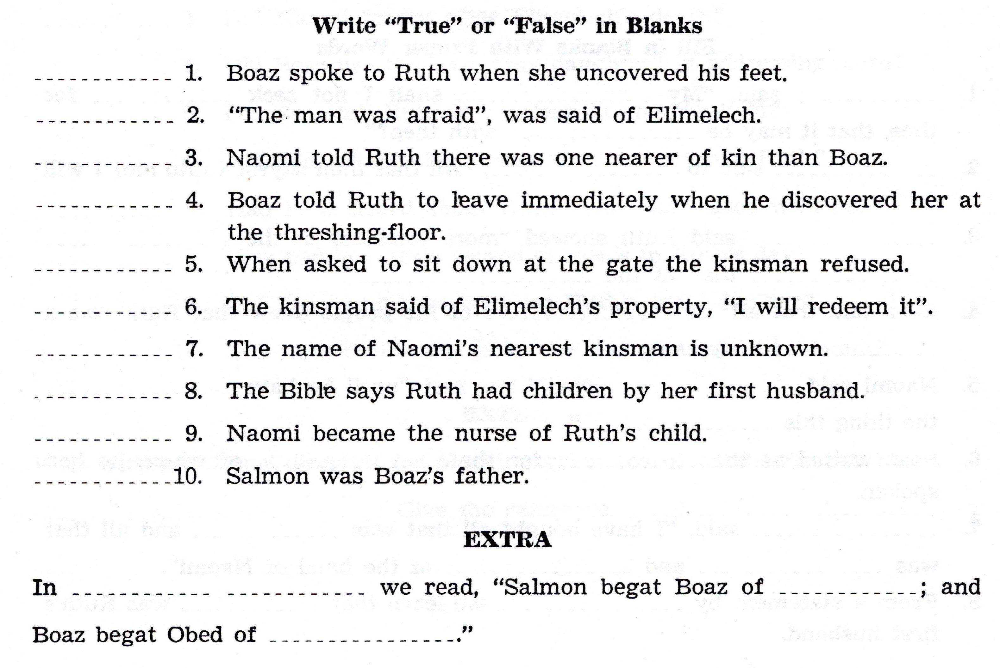 Write “True” or “False” in Blanks
------------ 1. Boaz spoke to Ruth when she uncovered his feet.
------------ 2. “The man was afraid”, was said of Elimelech.
------------ 3. Naomi told Ruth there was one nearer of kin than Boaz.
------------ 4. Boaz told Ruth to leave immediately when he discovered her at
the threshing-floor.
------------ 5. When asked to sit down at the gate the kinsman refused.
------------ 6. The kinsman said of Elimelech’s property, “I will redeem it”.
------------ 7. The name of Naomi’s nearest kinsman is unknown.
------------ 8. The Bible says Ruth had children by her first husband.
------------ 9. Naomi became the nurse of Ruth’s child.
------------10. Salmon was Boaz’s father.
EXTRA
In ------------ ------------ we read, “Salmon begat Boaz of ------------; and
Boaz begat Obed of ----------------.”